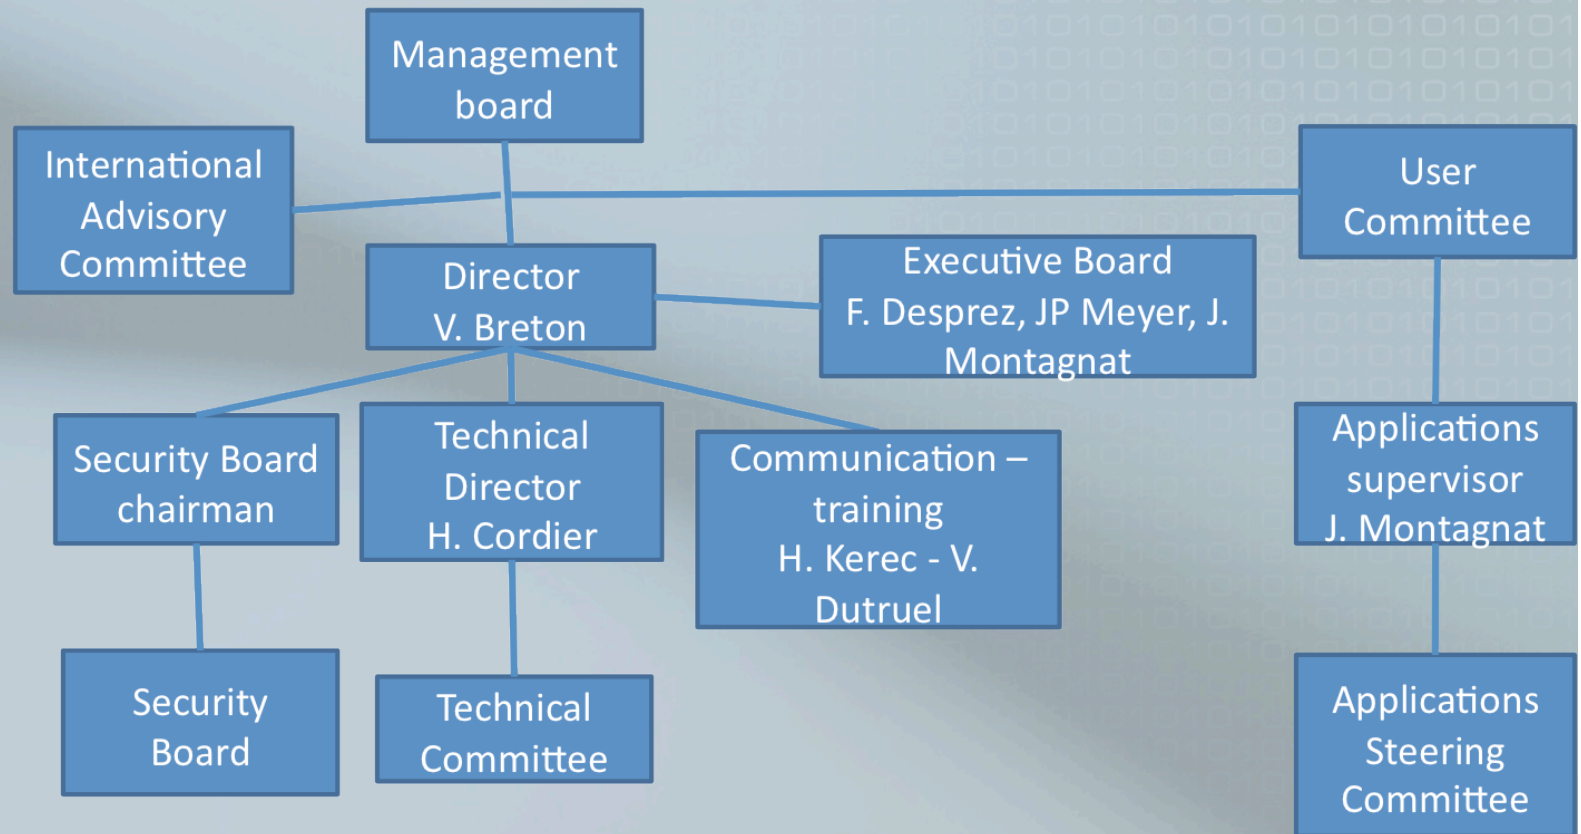 Management
board
International
Advisory
Committee
User
Committee
Director
V. Breton
Executive Board
F. Desprez, JP Meyer, J.
Montagnat
Security Board
chairman
Technical
Director
H. Cordier
Communication –
training
H. Kerec - V.
Dutruel
Applications
supervisor
J. Montagnat
Security
Board
Technical
Committee
Applications
Steering
Committee